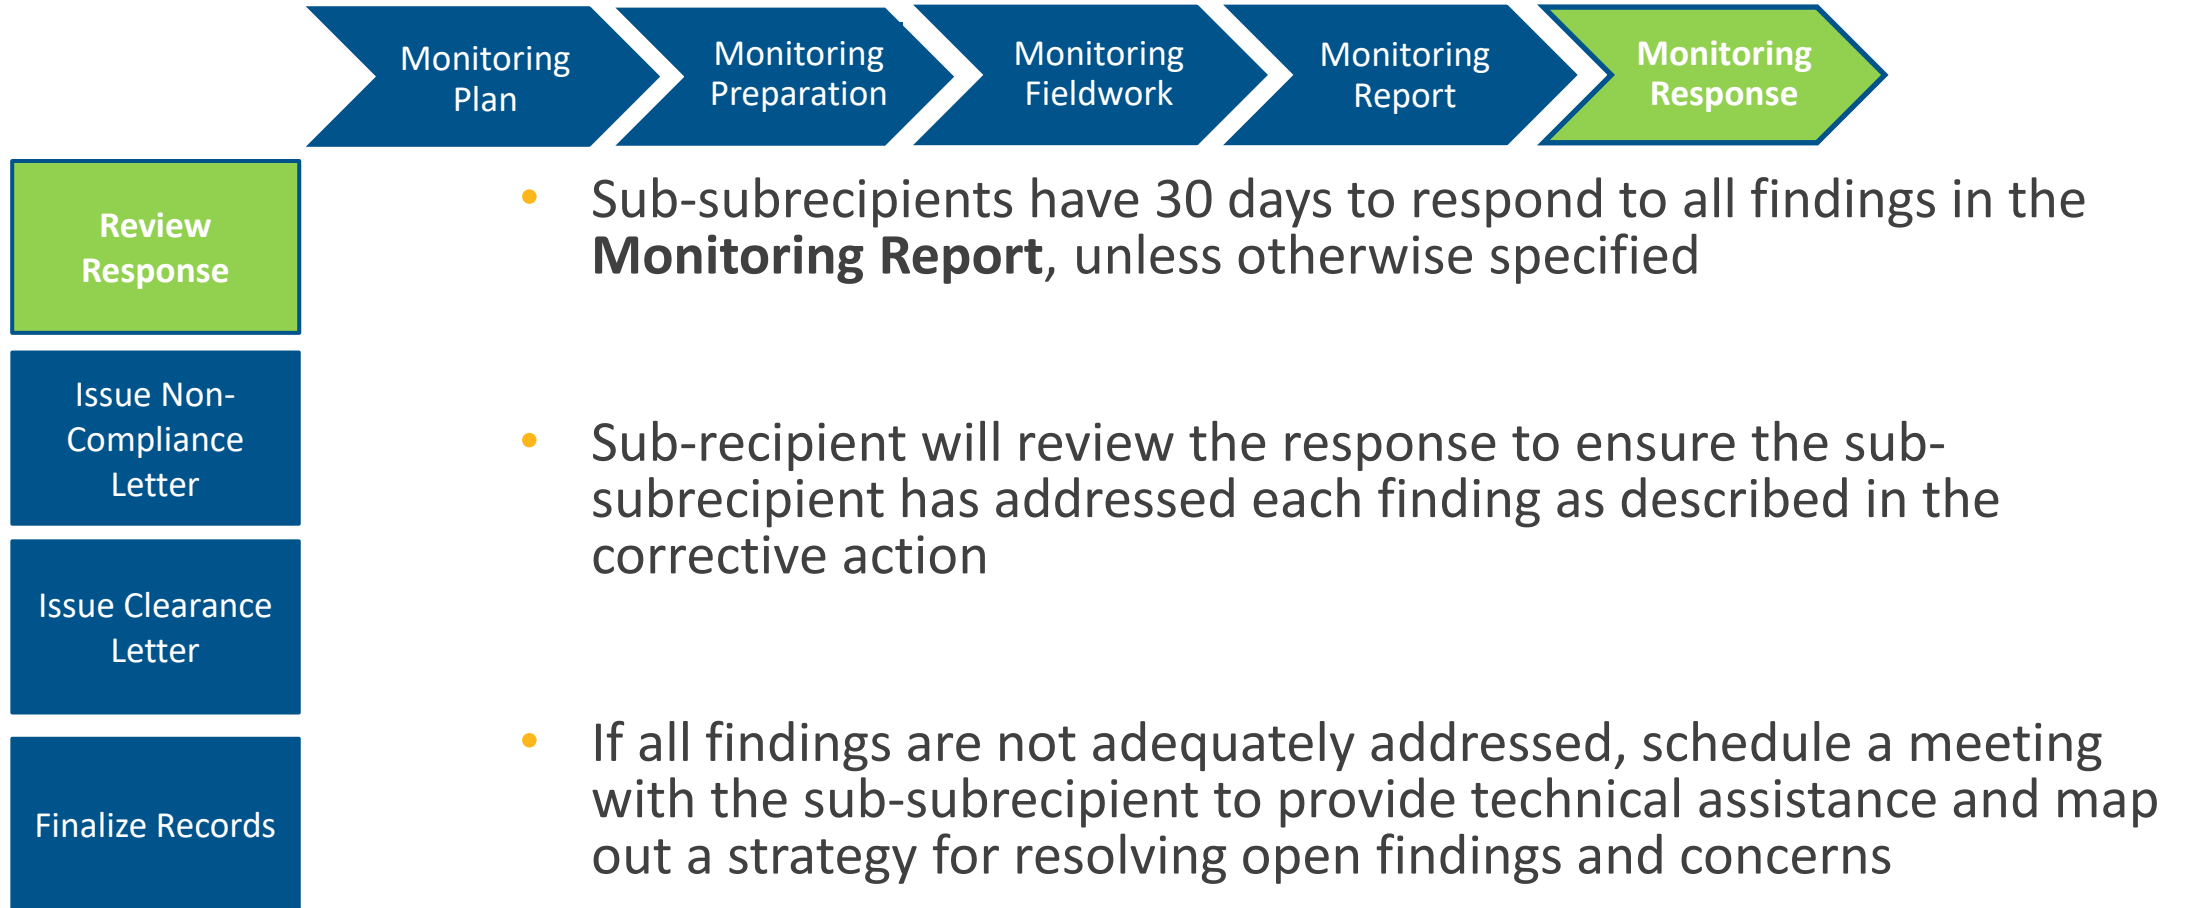 Monitoring
Plan
Monitoring
Preparation
Monitoring
Fieldwork
Monitoring
Report
Monitoring
Response
Review
Response
Issue Non-
Compliance
Letter
Issue Clearance
Letter
Finalize Records
• Sub-subrecipients have 30 days to respond to all findings in the
Monitoring Report, unless otherwise specified
• Sub-recipient will review the response to ensure the sub-
subrecipient has addressed each finding as described in the
corrective action
• If all findings are not adequately addressed, schedule a meeting
with the sub-subrecipient to provide technical assistance and map
out a strategy for resolving open findings and concerns